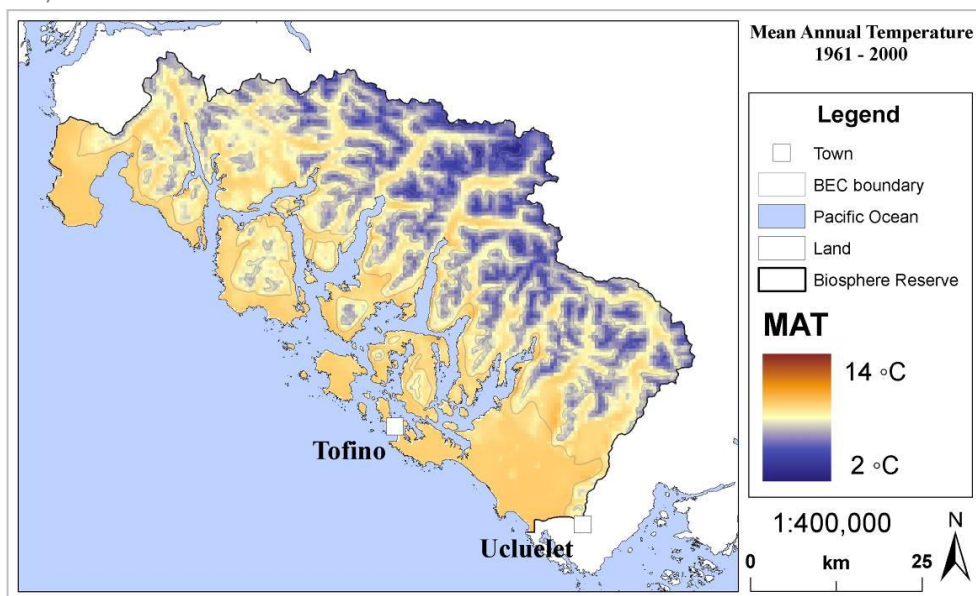 Mean Annual Temperature
1961 - 2000
Legend
Town
BEC boundary
Pacific Ocean
Land
Biosphere Reserve
MAT
14 °C
2 °C
Tofino
Ucluelet
1:400,000
N
0 km 25